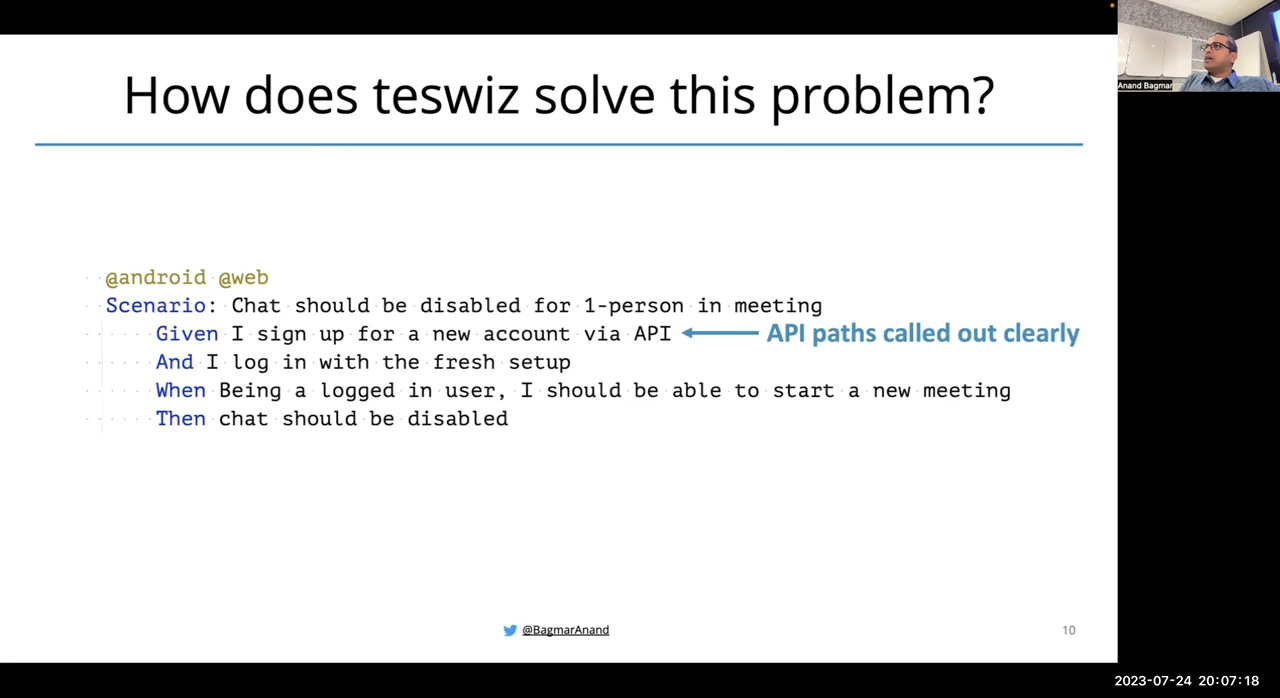 How does teswiz solve this problem?
@android @web
Scenario: Chat should be disabled for 1-person in meeting
Given I sign up for a new account via API
API paths called out clearly
And I log in with the fresh setup
When Being a logged in user, I should be able to start a new meeting
Then chat should be disabled
@BagmarAnand
10
Anand Bagmar
2023-07-24 20:07:18